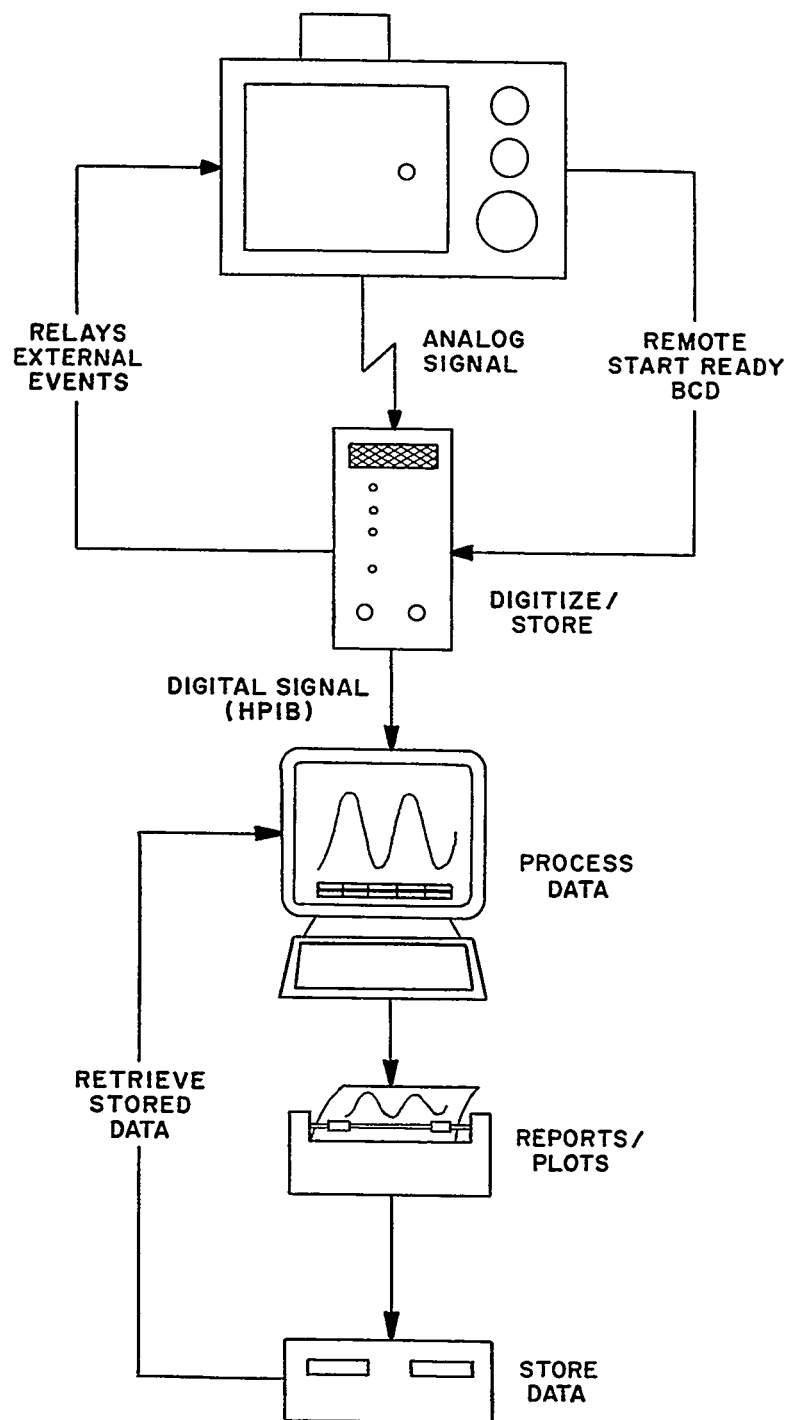 RELAYS
EXTERNAL
EVENTS
ANALOG
SIGNAL
REMOTE
START READY
BCD
DIGITIZE/
STORE
DIGITAL SIGNAL
(HPIB)
PROCESS
DATA
RETRIEVE
STORED
DATA
REPORTS/
PLOTS
STORE
DATA